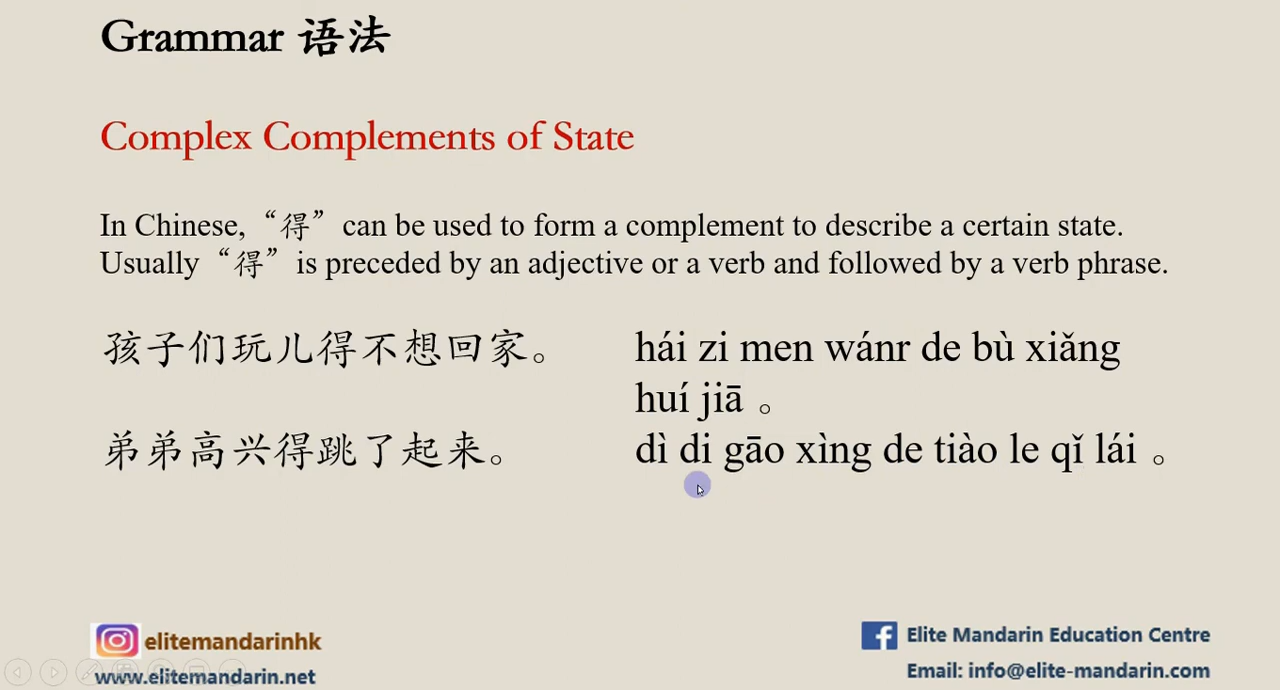 Grammar 语法
Complex Complements of State
In Chinese, “得” can be used to form a complement to describe a certain state.
Usually “得” is preceded by an adjective or a verb and followed by a verb phrase.
孩子们玩儿得不想回家。
hái zi men wánr de bù xiǎng
huí jiā 。
弟弟高兴得跳了起来。
dì di gāo xìng de tiào le qǐ lái 。
elitemandarinhk
www.elitemandarin.net
Elite Mandarin Education Centre
Email: info@elite-mandarin.com